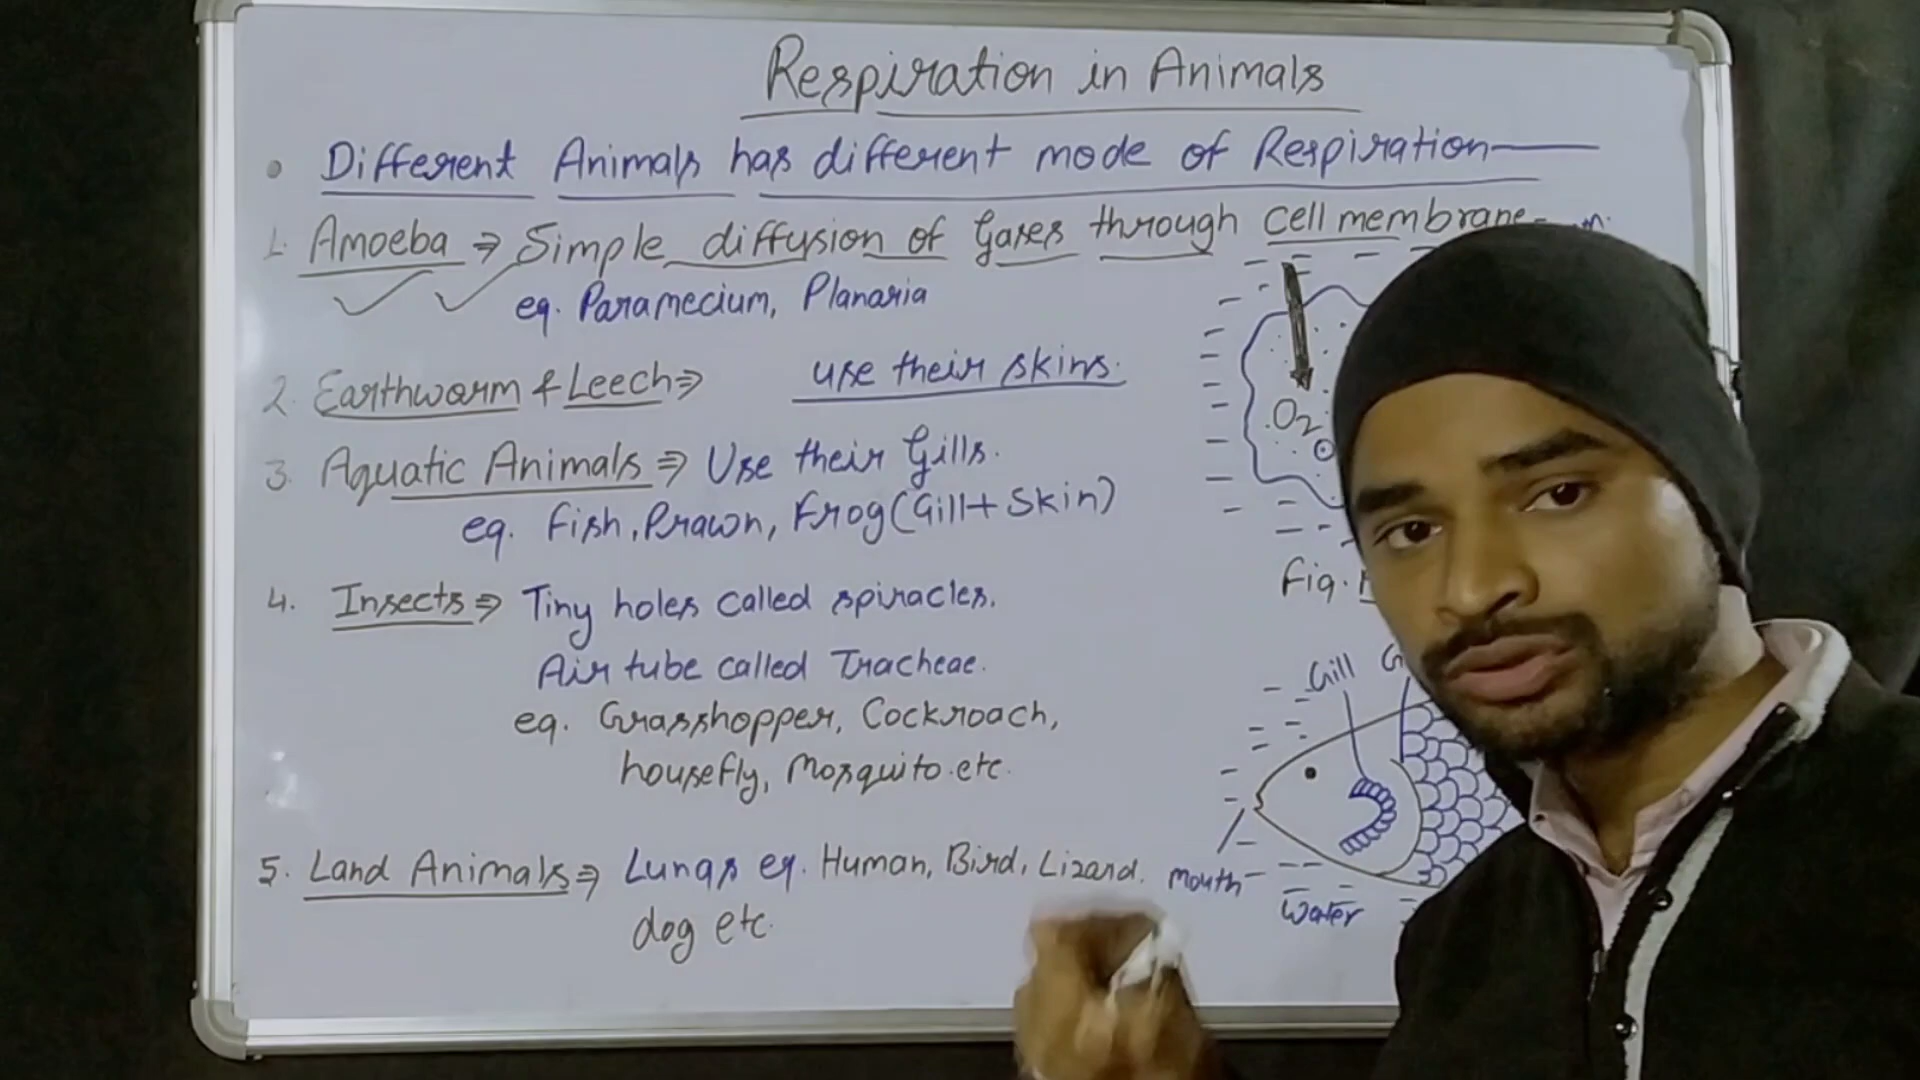 Respiration in Animals
• Different Animals has different mode of Respiration
1. Amoeba ⇒ Simple diffusion of Gases through cell membrane
eg. Paramecium, Planaria
2. Earthworm & Leech ⇒ use their skins.
3. Aquatic Animals ⇒ Use their Gills.
eg. Fish, Prawn, Frog (Gill + Skin)
4. Insects ⇒ Tiny holes called spiracles.
Air tube called Tracheae.
eg. Grasshopper, Cockroach,
housefly, Mosquito etc.
5. Land Animals ⇒ Lungs eg. Human, Bird, Lizard.
dog etc.
O2
Fig.
Gill
Mouth
Water